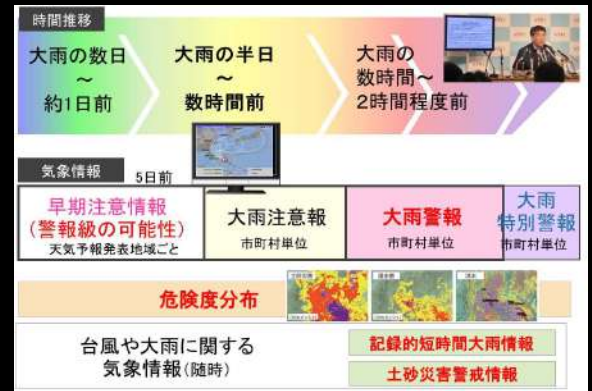 時間推移
大雨の数日
～
約1日前
大雨の半日
～
数時間前
大雨の
数時間～
2時間程度前
気象情報
5日前
早期注意情報
(警報級の可能性)
天気予報発表地域ごと
大雨注意報
市町村単位
大雨警報
市町村単位
大雨
特別警報
市町村単位
危険度分布
台風や大雨に関する
気象情報(随時)
記録的短時間大雨情報
土砂災害警戒情報